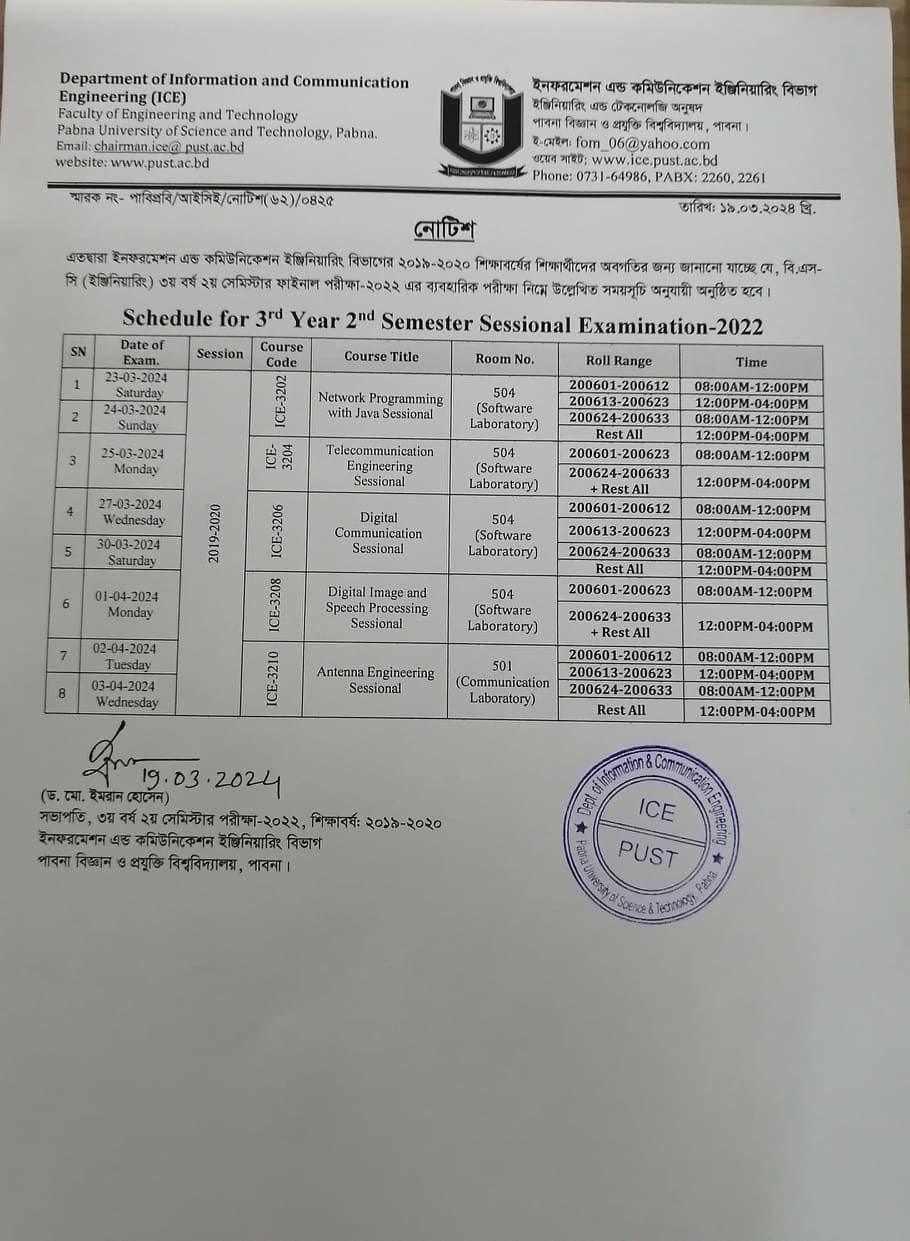 Department of Information and Communication
Engineering (ICE)
Faculty of Engineering and Technology
Pabna University of Science and Technology, Pabna.
Email: chairman.ice@ pust.ac.bd
website: www.pust.ac.bd
ইনফরমেশন এন্ড কমিউনিকেশন ইঞ্জিনিয়ারিং বিভাগ
ইঞ্জিনিয়ারিং এন্ড টেকনোলজি অনুষদ
পাবনা বিজ্ঞান ও প্রযুক্তি বিশ্ববিদ্যালয়, পাবনা।
ই-মেইল: fom_06@yahoo.com
ওয়েব সাইট: www.ice.pust.ac.bd
Phone: 0731-64986, PABX: 2260, 2261
স্মারক নং- পাবিপ্রবি/আইসিই/নোটিশ(৬২)/০৪২৫
তারিখ: ১৯.০৩.২০২৪ খ্রি.
নোটিশ
এতদ্বারা ইনফরমেশন এন্ড কমিউনিকেশন ইঞ্জিনিয়ারিং বিভাগের ২০১৯-২০২০ শিক্ষাবর্ষের শিক্ষার্থীদের অবগতির জন্য জানানো যাচ্ছে যে, বি.এস-
সি (ইঞ্জিনিয়ারিং) ৩য় বর্ষ ২য় সেমিস্টার ফাইনাল পরীক্ষা-২০২২ এর ব্যবহারিক পরীক্ষা নিম্নে উল্লেখিত সময়সূচি অনুযায়ী অনুষ্ঠিত হবে।
Schedule for 3rd Year 2nd Semester Sessional Examination-2022
SN Date of Exam. Session Course Code Course Title Room No. Roll Range Time
1 23-03-2024 Saturday 2019-2020 ICE-3202 Network Programming with Java Sessional 504 (Software Laboratory) 200601-200612 08:00AM-12:00PM
200613-200623 12:00PM-04:00PM
2 24-03-2024 Sunday 200624-200633 08:00AM-12:00PM
Rest All 12:00PM-04:00PM
3 25-03-2024 Monday ICE-3204 Telecommunication Engineering Sessional 504 (Software Laboratory) 200601-200623 08:00AM-12:00PM
200624-200633 + Rest All 12:00PM-04:00PM
4 27-03-2024 Wednesday ICE-3206 Digital Communication Sessional 504 (Software Laboratory) 200601-200612 08:00AM-12:00PM
200613-200623 12:00PM-04:00PM
5 30-03-2024 Saturday 200624-200633 08:00AM-12:00PM
Rest All 12:00PM-04:00PM
6 01-04-2024 Monday ICE-3208 Digital Image and Speech Processing Sessional 504 (Software Laboratory) 200601-200623 08:00AM-12:00PM
200624-200633 + Rest All 12:00PM-04:00PM
7 02-04-2024 Tuesday ICE-3210 Antenna Engineering Sessional 501 (Communication Laboratory) 200601-200612 08:00AM-12:00PM
200613-200623 12:00PM-04:00PM
8 03-04-2024 Wednesday 200624-200633 08:00AM-12:00PM
Rest All 12:00PM-04:00PM
19.03.2024
(ড. মো. ইমরান হোসেন)
সভাপতি, ৩য় বর্ষ ২য় সেমিস্টার পরীক্ষা-২০২২, শিক্ষাবর্ষ: ২০১৯-২০২০
ইনফরমেশন এন্ড কমিউনিকেশন ইঞ্জিনিয়ারিং বিভাগ
পাবনা বিজ্ঞান ও প্রযুক্তি বিশ্ববিদ্যালয়, পাবনা।
Dept. of Information & Communication Engineering
ICE
PUST
Pabna University of Science & Technology, Pabna